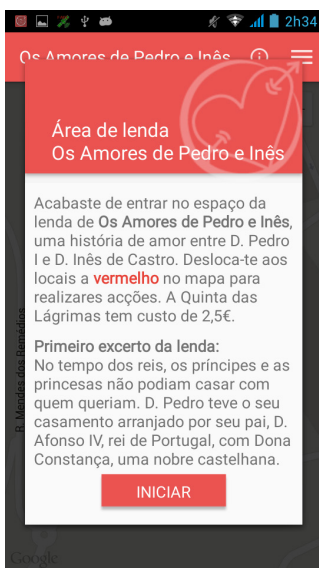 2h34
Os Amores de Pedro e Inês
Área de lenda
Os Amores de Pedro e Inês
Acabaste de entrar no espaço da
lenda de Os Amores de Pedro e Inês,
uma história de amor entre D. Pedro
I e D. Inês de Castro. Desloca-te aos
locais a vermelho no mapa para
realizares acções. A Quinta das
Lágrimas tem custo de 2,5€.
Primeiro excerto da lenda:
No tempo dos reis, os príncipes e as
princesas não podiam casar com
quem queriam. D. Pedro teve o seu
casamento arranjado por seu pai, D.
Afonso IV, rei de Portugal, com Dona
Constança, uma nobre castelhana.
INICIAR
R. Mendes dos Remédios
Google